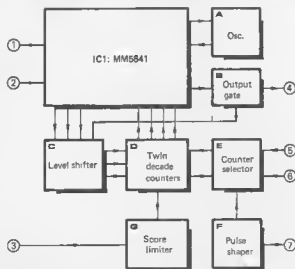 A
Osc.
1
IC1: MM5841
2
B
Output
gate
4
C
Level shifter
D
Twin
decade
counters
E
Counter
selector
5
6
3
G
Score
limiter
F
Pulse
shaper
7